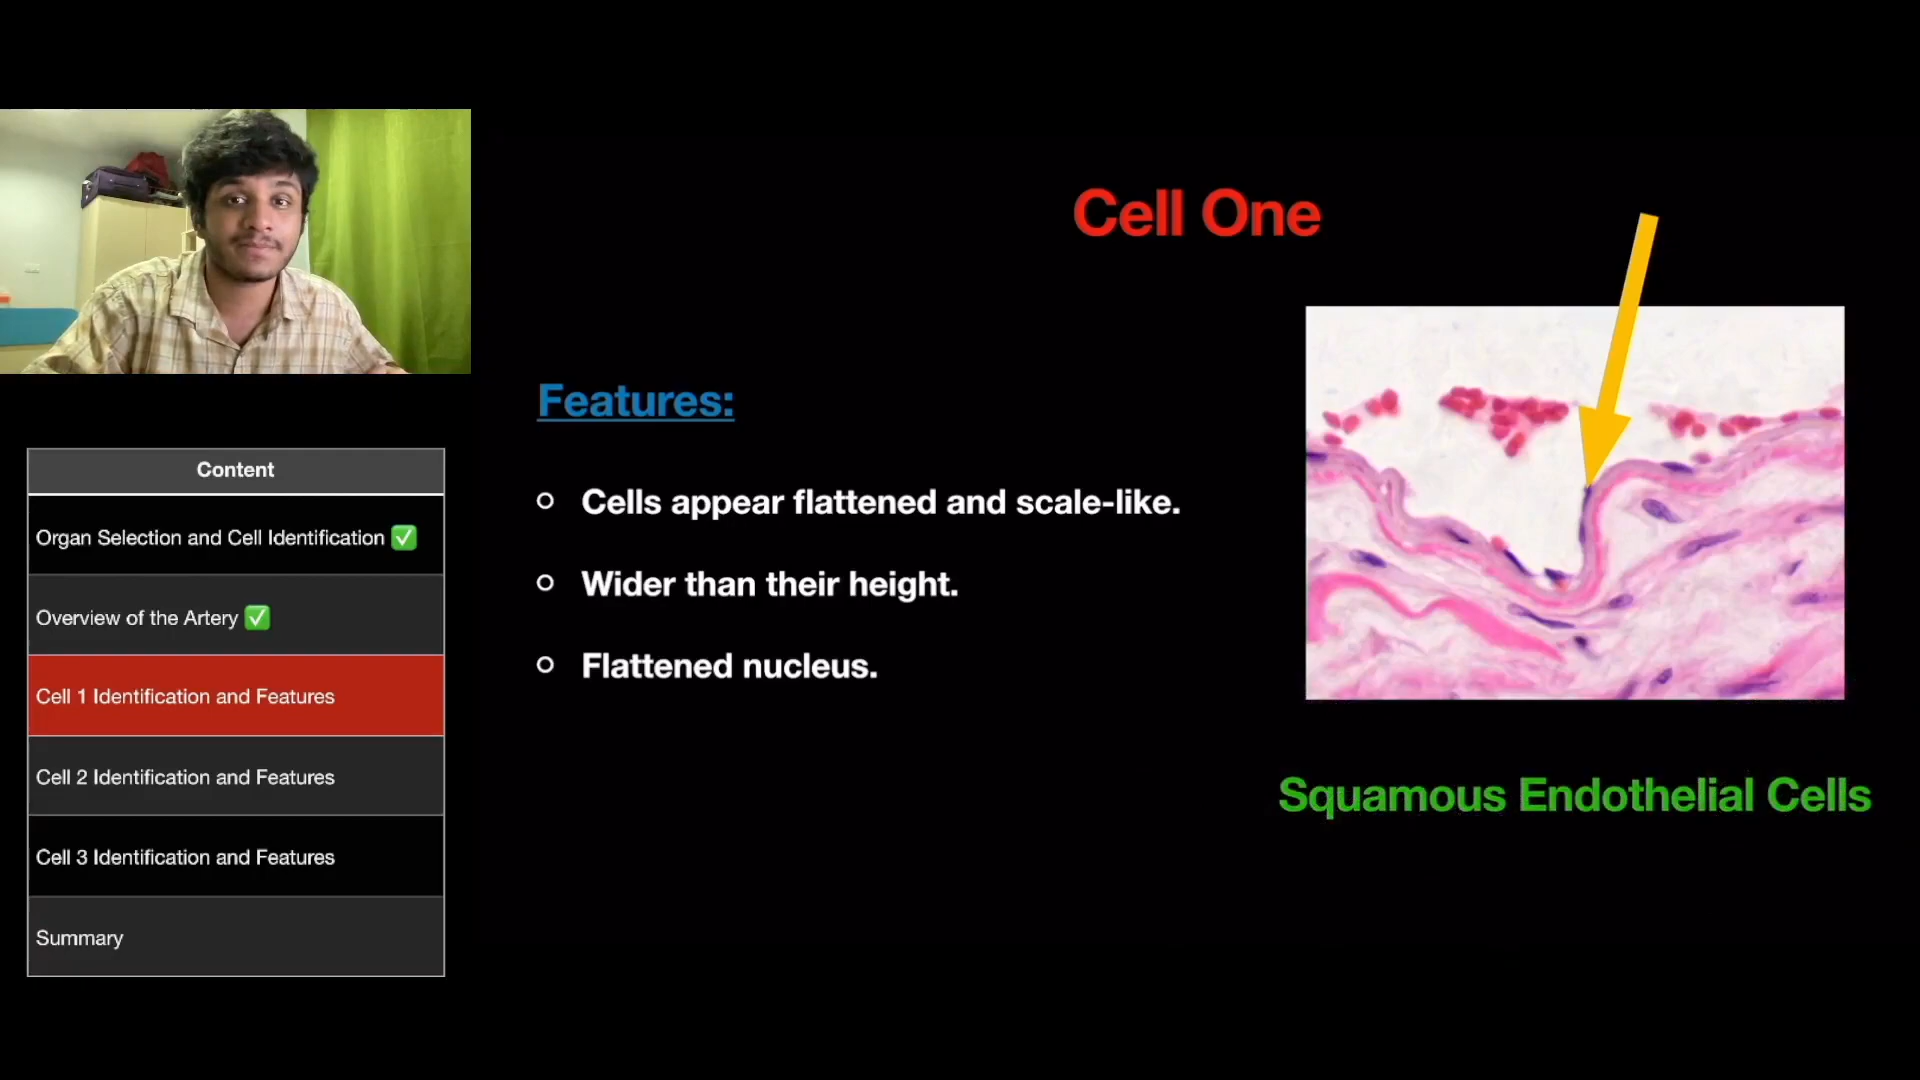 Cell One
Features:
Cells appear flattened and scale-like.
Wider than their height.
Flattened nucleus.
Squamous Endothelial Cells
Content
Organ Selection and Cell Identification ✅
Overview of the Artery ✅
Cell 1 Identification and Features
Cell 2 Identification and Features
Cell 3 Identification and Features
Summary